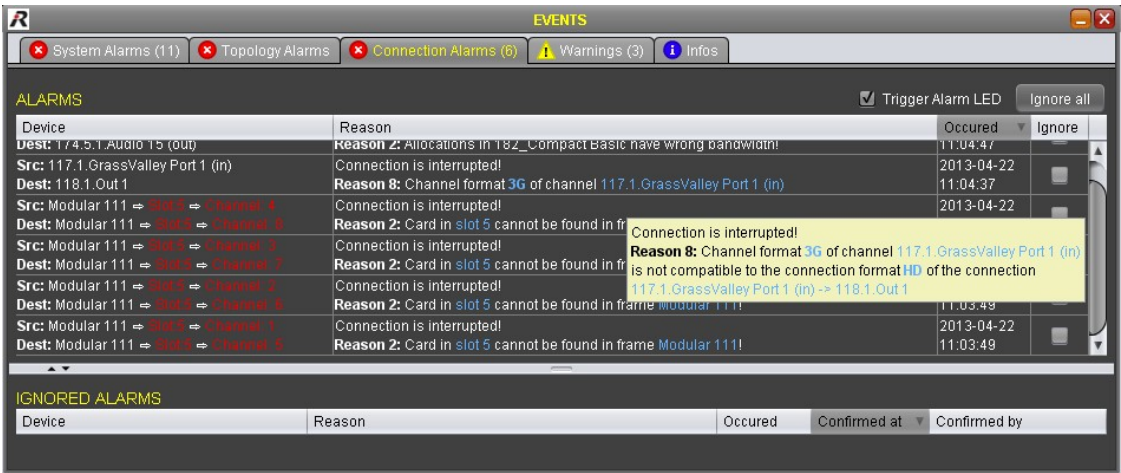 R
EVENTS
System Alarms (11) Topology Alarms Connection Alarms (6) Warnings (3) Infos
ALARMS
Trigger Alarm LED Ignore all
Device Reason Occured Ignore
Dest: 174.5.1.Audio 15 (out) Reason 2: Allocations in 182_Compact Basic have wrong bandwidth! 11:04:47
Src: 117.1.GrassValley Port 1 (in) Connection is interrupted! 2013-04-22
Dest: 118.1.Out 1 Reason 8: Channel format 3G of channel 117.1.GrassValley Port 1 (in) 11:04:37
Src: Modular 111 ⇨ Slot 5 ⇨ Channel: 4 Connection is interrupted! 2013-04-22
Dest: Modular 111 ⇨ Slot 5 ⇨ Reason 2: Card in slot 5 cannot be found in fr
Src: Modular 111 ⇨ Slot 5 ⇨ Channel: 3 Connection is interrupted!
Dest: Modular 111 ⇨ Slot 5 ⇨ Channel: 7 Reason 2: Card in slot 5 cannot be found in fr
Src: Modular 111 ⇨ Slot 5 ⇨ Channel: 2 Connection is interrupted!
Dest: Modular 111 ⇨ Slot 5 ⇨ Reason 2: Card in slot 5 cannot be found in frame Modular 111! 11:03:49
Src: Modular 111 ⇨ Slot 5 ⇨ Channel: 1 Connection is interrupted! 2013-04-22
Dest: Modular 111 ⇨ Slot 5 ⇨ Channel: 5 Reason 2: Card in slot 5 cannot be found in frame Modular 111! 11:03:49
Connection is interrupted!
Reason 8: Channel format 3G of channel 117.1.GrassValley Port 1 (in)
is not compatible to the connection format HD of the connection
117.1.GrassValley Port 1 (in) -> 118.1.Out 1
IGNORED ALARMS
Device Reason Occured Confirmed at Confirmed by